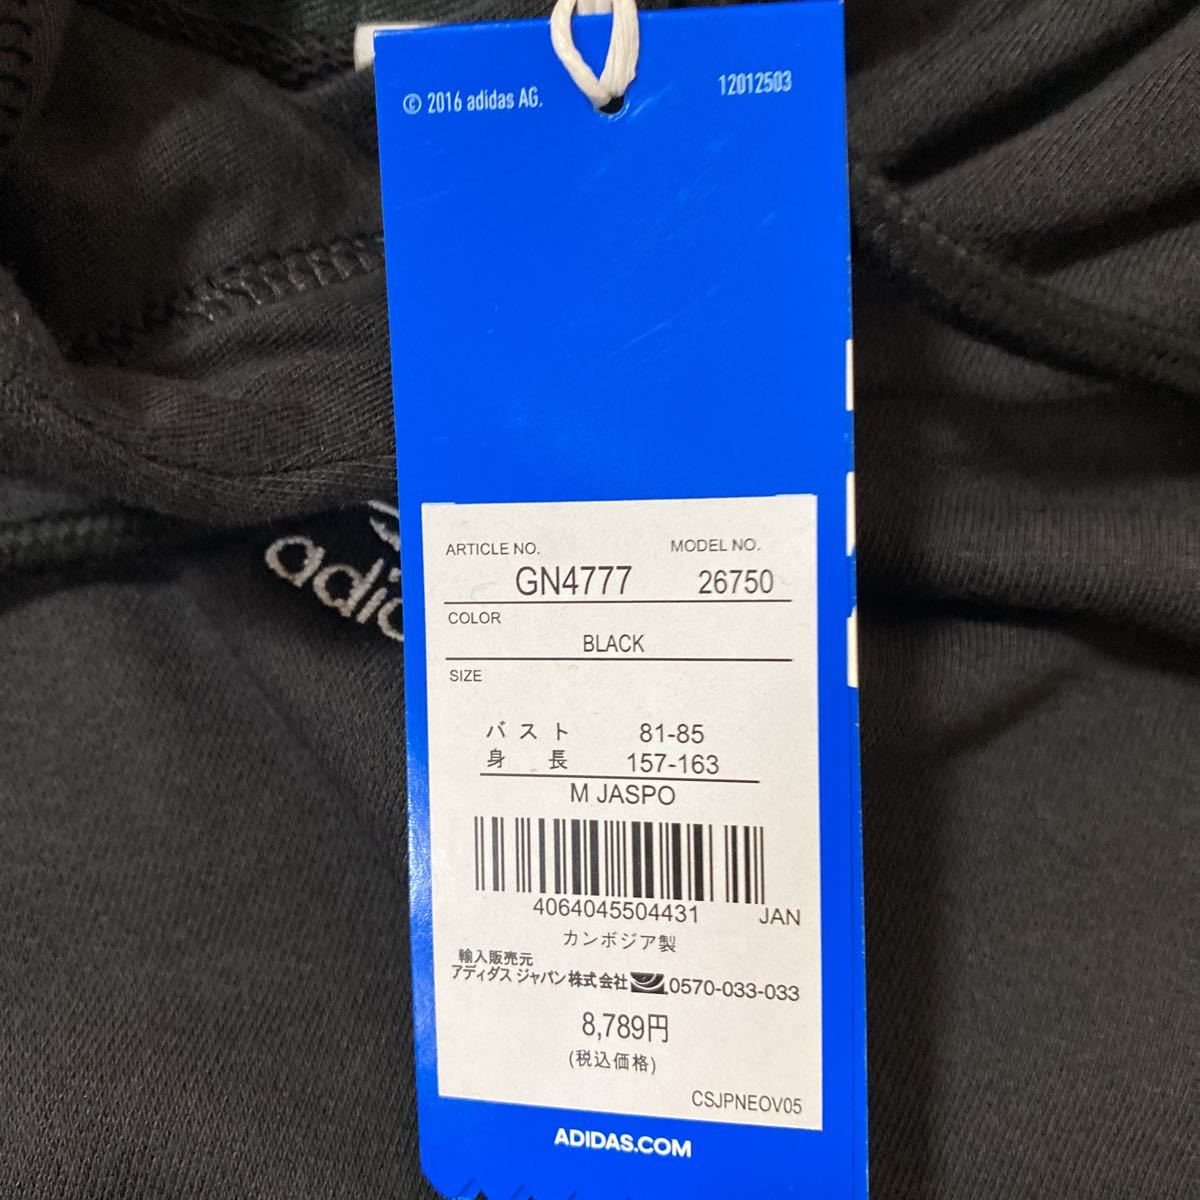 © 2016 adidas AG.
12012503
adid
ARTICLE NO.
MODEL NO.
GN4777
26750
COLOR
BLACK
SIZE
バスト 81-85
身長 157-163
M JASPO
4064045504431
JAN
カンボジア製
輸入販売元
アディダス ジャパン株式会社 0570-033-033
8,789円
(税込価格)
CSJPNEOV05
ADIDAS.COM